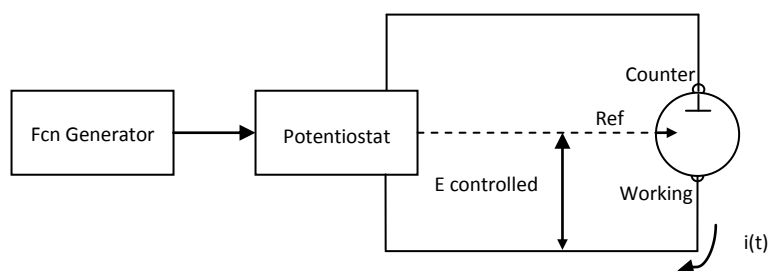 Counter
Fcn Generator
Potentiostat
Ref
E controlled
Working
i(t)